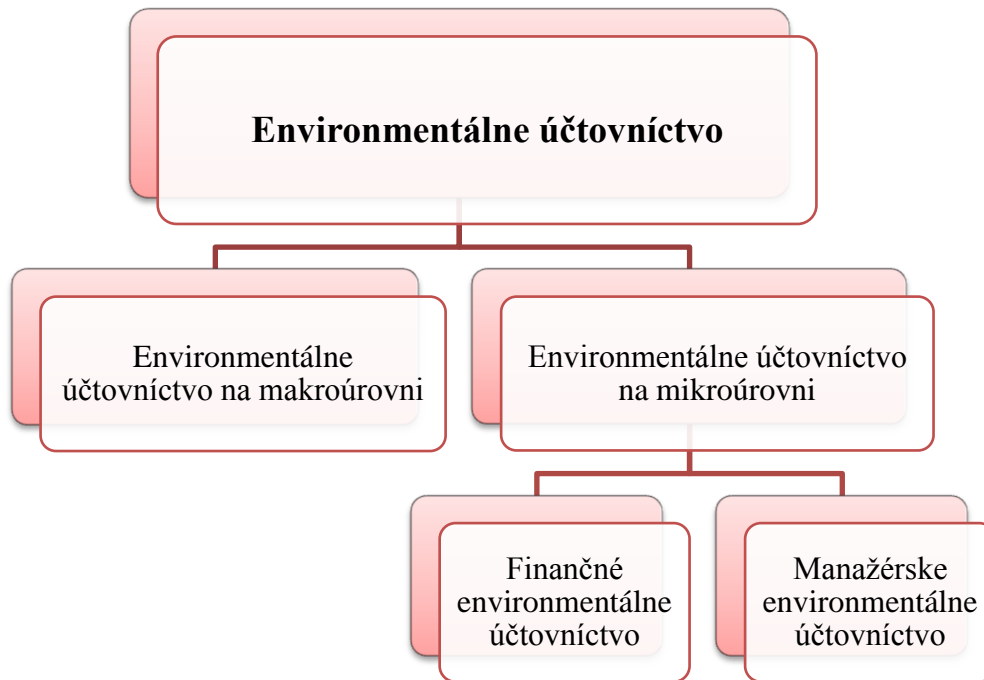 Environmentálne účtovníctvo
Environmentálne
účtovníctvo na makroúrovni
Environmentálne účtovníctvo
na mikroúrovni
Finančné
environmentálne
účtovníctvo
Manažérske
environmentálne
účtovníctvo